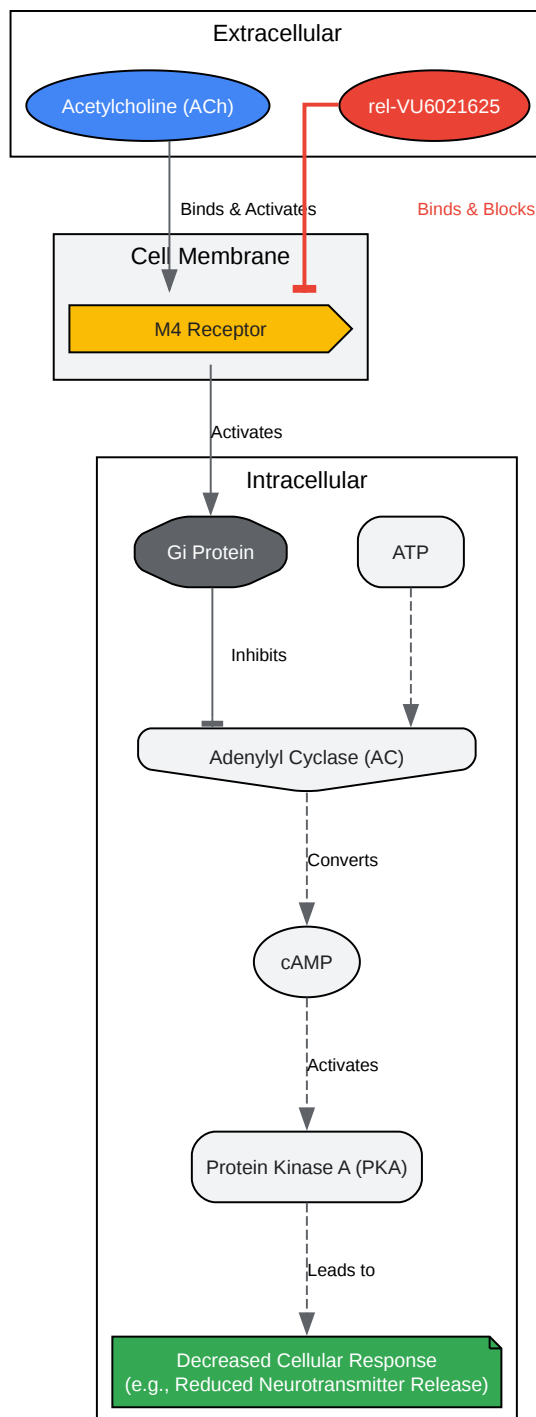 Extracellular
Acetylcholine (ACh)
rel-VU6021625
Binds & Activates
Binds & Blocks
Cell Membrane
M4 Receptor
Activates
Intracellular
Gi Protein
ATP
Inhibits
Adenylyl Cyclase (AC)
Converts
cAMP
Activates
Protein Kinase A (PKA)
Leads to
Decreased Cellular Response
(e.g., Reduced Neurotransmitter Release)